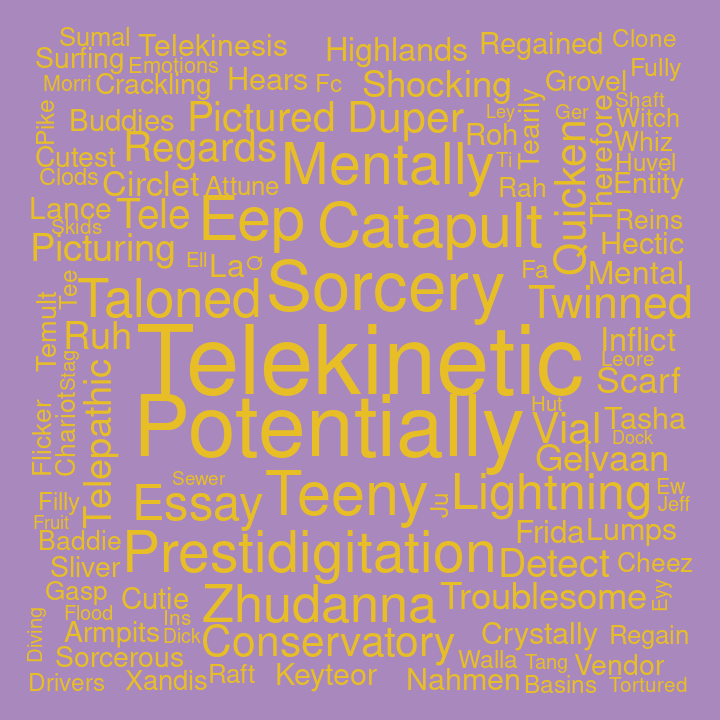 Sumal
Telekinesis
Highlands
Regained
Clone
Surfing
Emotions
Fully
Morri
Crackling
Hears
Fc
Shocking
Grovel
Pike
Buddies
Pictured
Duper
Ley
Tearily
Ger
Shaft
Witch
Cutest
Regards
Mentally
Roh
Ti
Quicken
Therefore
Whiz
Huvel
Clods
Circlet
Attune
Rah
Entity
Lance
Skids
Tele
Eep
Catapult
Reins
Picturing
Ell
La
Hectic
Tee
Taloned
Sorcery
Fa
Mental
Twinned
Temult
Ruh
Telekinetic
Inflict
Stag
Leore
Scarf
Flicker
Chariot
Telepathic
Potentially
Hut
Vial
Tasha
Dock
Gelvaan
Sewer
Essay
Teeny
Ju
Lightning
Ew
Jeff
Filly
Fruit
Baddie
Prestidigitation
Frida
Lumps
Sliver
Detect
Cheez
Gasp
Cutie
Zhudanna
Troublesome
Eyy
Flood
Ins
Diving
Armpits
Dick
Conservatory
Crystally
Regain
Sorcerous
Walla
Tang
Vendor
Drivers
Xandis
Raft
Keyteor
Nahmen
Basins
Tortured